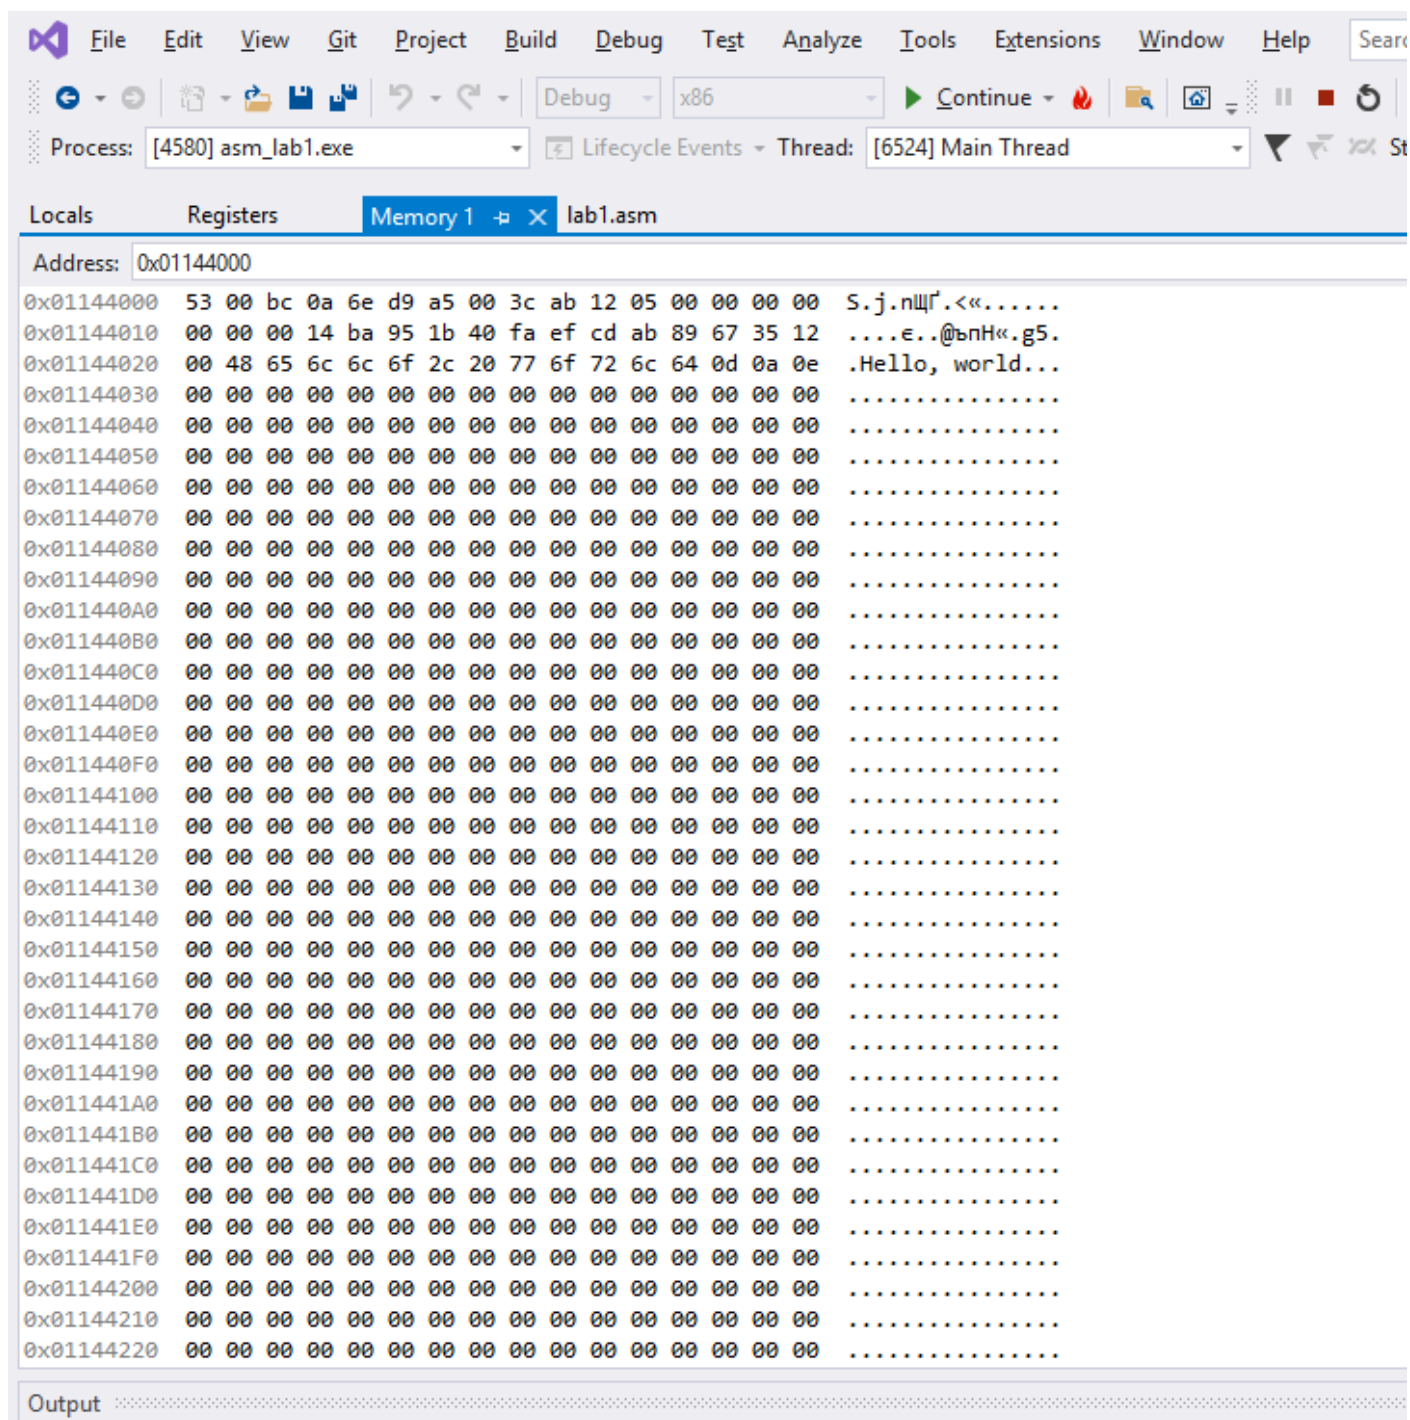 File Edit View Git Project Build Debug Test Analyze Tools Extensions Window Help Sear
Debug x86 Continue
Process: [4580] asm_lab1.exe Lifecycle Events Thread: [6524] Main Thread St
Locals Registers Memory 1 lab1.asm
Address: 0x01144000
0x01144000 53 00 bc 0a 6e d9 a5 00 3c ab 12 05 00 00 00 00 S.ј.nЩҐ.<«......
0x01144010 00 00 00 14 ba 95 1b 40 fa ef cd ab 89 67 35 12 ....є..@ъпН«.g5.
0x01144020 00 48 65 6c 6c 6f 2c 20 77 6f 72 6c 64 0d 0a 0e .Hello, world...
0x01144030 00 00 00 00 00 00 00 00 00 00 00 00 00 00 00 00 ................
0x01144040 00 00 00 00 00 00 00 00 00 00 00 00 00 00 00 00 ................
0x01144050 00 00 00 00 00 00 00 00 00 00 00 00 00 00 00 00 ................
0x01144060 00 00 00 00 00 00 00 00 00 00 00 00 00 00 00 00 ................
0x01144070 00 00 00 00 00 00 00 00 00 00 00 00 00 00 00 00 ................
0x01144080 00 00 00 00 00 00 00 00 00 00 00 00 00 00 00 00 ................
0x01144090 00 00 00 00 00 00 00 00 00 00 00 00 00 00 00 00 ................
0x011440A0 00 00 00 00 00 00 00 00 00 00 00 00 00 00 00 00 ................
0x011440B0 00 00 00 00 00 00 00 00 00 00 00 00 00 00 00 00 ................
0x011440C0 00 00 00 00 00 00 00 00 00 00 00 00 00 00 00 00 ................
0x011440D0 00 00 00 00 00 00 00 00 00 00 00 00 00 00 00 00 ................
0x011440E0 00 00 00 00 00 00 00 00 00 00 00 00 00 00 00 00 ................
0x011440F0 00 00 00 00 00 00 00 00 00 00 00 00 00 00 00 00 ................
0x01144100 00 00 00 00 00 00 00 00 00 00 00 00 00 00 00 00 ................
0x01144110 00 00 00 00 00 00 00 00 00 00 00 00 00 00 00 00 ................
0x01144120 00 00 00 00 00 00 00 00 00 00 00 00 00 00 00 00 ................
0x01144130 00 00 00 00 00 00 00 00 00 00 00 00 00 00 00 00 ................
0x01144140 00 00 00 00 00 00 00 00 00 00 00 00 00 00 00 00 ................
0x01144150 00 00 00 00 00 00 00 00 00 00 00 00 00 00 00 00 ................
0x01144160 00 00 00 00 00 00 00 00 00 00 00 00 00 00 00 00 ................
0x01144170 00 00 00 00 00 00 00 00 00 00 00 00 00 00 00 00 ................
0x01144180 00 00 00 00 00 00 00 00 00 00 00 00 00 00 00 00 ................
0x01144190 00 00 00 00 00 00 00 00 00 00 00 00 00 00 00 00 ................
0x011441A0 00 00 00 00 00 00 00 00 00 00 00 00 00 00 00 00 ................
0x011441B0 00 00 00 00 00 00 00 00 00 00 00 00 00 00 00 00 ................
0x011441C0 00 00 00 00 00 00 00 00 00 00 00 00 00 00 00 00 ................
0x011441D0 00 00 00 00 00 00 00 00 00 00 00 00 00 00 00 00 ................
0x011441E0 00 00 00 00 00 00 00 00 00 00 00 00 00 00 00 00 ................
0x011441F0 00 00 00 00 00 00 00 00 00 00 00 00 00 00 00 00 ................
0x01144200 00 00 00 00 00 00 00 00 00 00 00 00 00 00 00 00 ................
0x01144210 00 00 00 00 00 00 00 00 00 00 00 00 00 00 00 00 ................
0x01144220 00 00 00 00 00 00 00 00 00 00 00 00 00 00 00 00 ................
Output